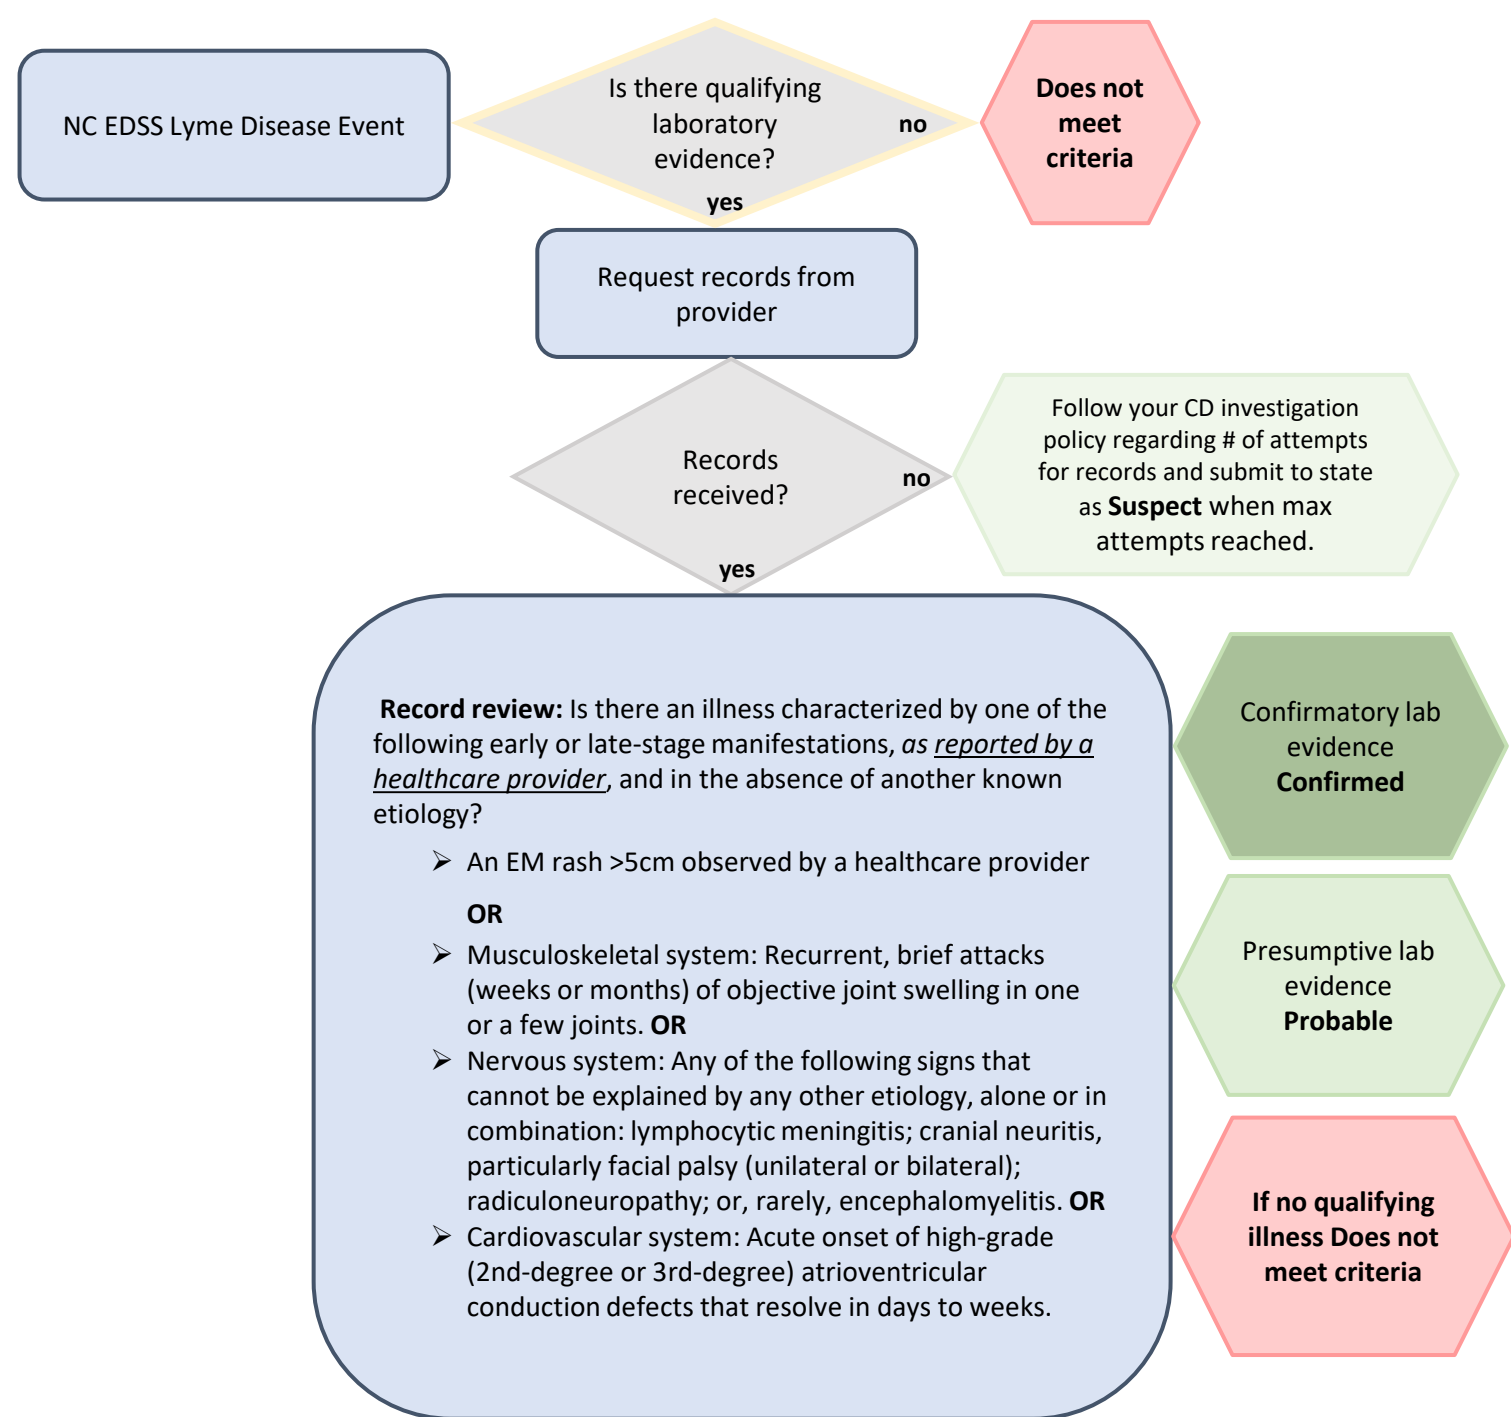 NC EDSS Lyme Disease Event
Is there qualifying
laboratory
evidence?
no
yes
Does not
meet
criteria
Request records from
provider
Records
received?
no
yes
Follow your CD investigation
policy regarding # of attempts
for records and submit to state
as Suspect when max
attempts reached.
Record review: Is there an illness characterized by one of the
following early or late-stage manifestations, as reported by a
healthcare provider, and in the absence of another known
etiology?
➢ An EM rash >5cm observed by a healthcare provider
OR
➢ Musculoskeletal system: Recurrent, brief attacks
(weeks or months) of objective joint swelling in one
or a few joints. OR
➢ Nervous system: Any of the following signs that
cannot be explained by any other etiology, alone or in
combination: lymphocytic meningitis; cranial neuritis,
particularly facial palsy (unilateral or bilateral);
radiculoneuropathy; or, rarely, encephalomyelitis. OR
➢ Cardiovascular system: Acute onset of high-grade
(2nd-degree or 3rd-degree) atrioventricular
conduction defects that resolve in days to weeks.
Confirmatory lab
evidence
Confirmed
Presumptive lab
evidence
Probable
If no qualifying
illness Does not
meet criteria